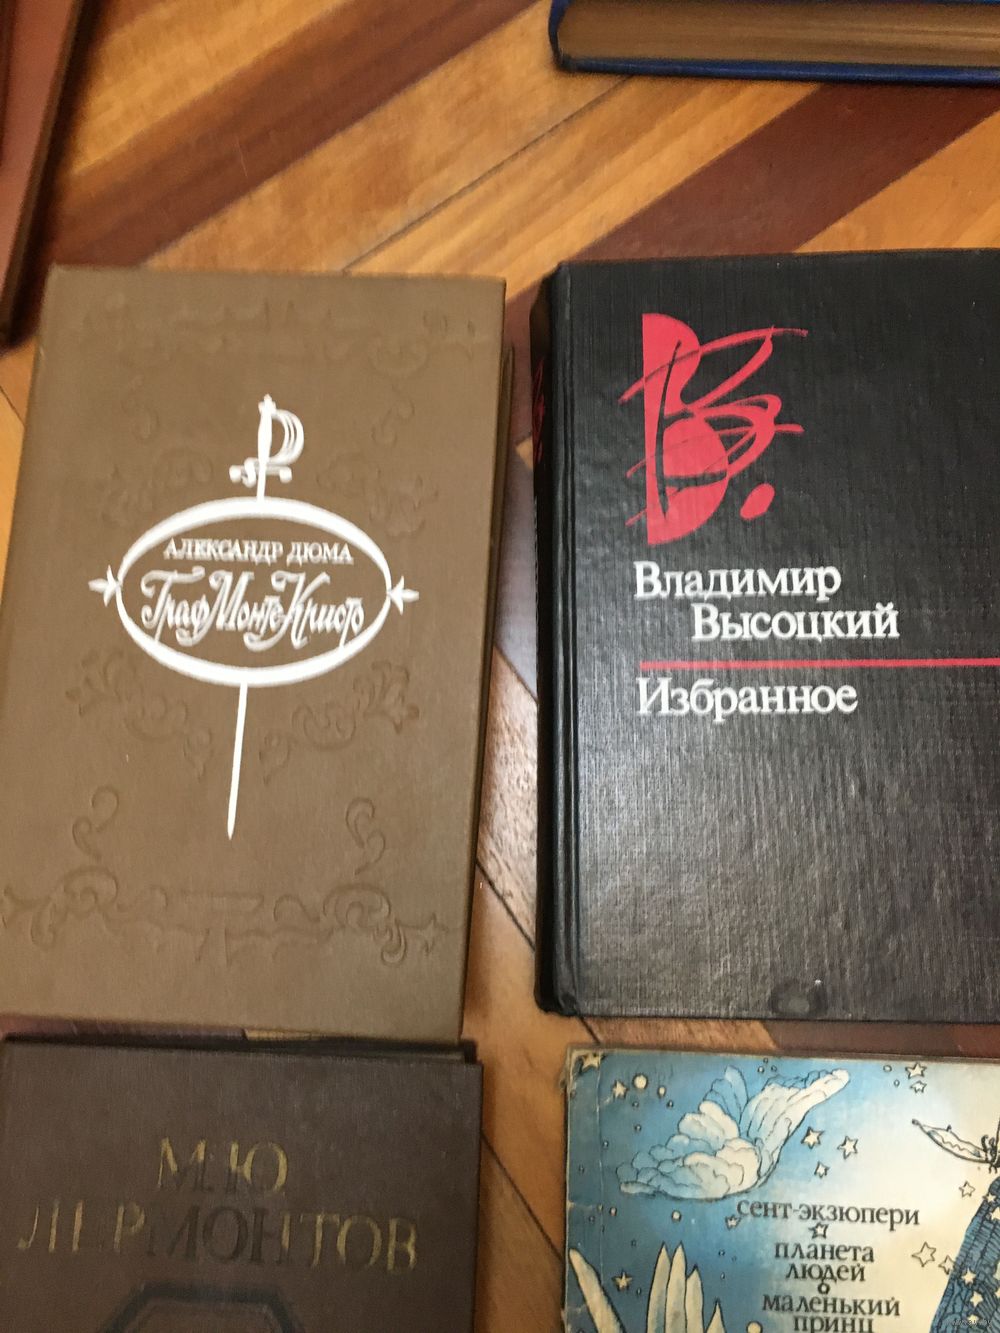 АЛЕКСАНДР ДЮМА
Граф Монте-Кристо
Владимир
Высоцкий
Избранное
М.Ю.
ЛЕРМОНТОВ
сент-экзюпери
планета
людей
маленький
принц